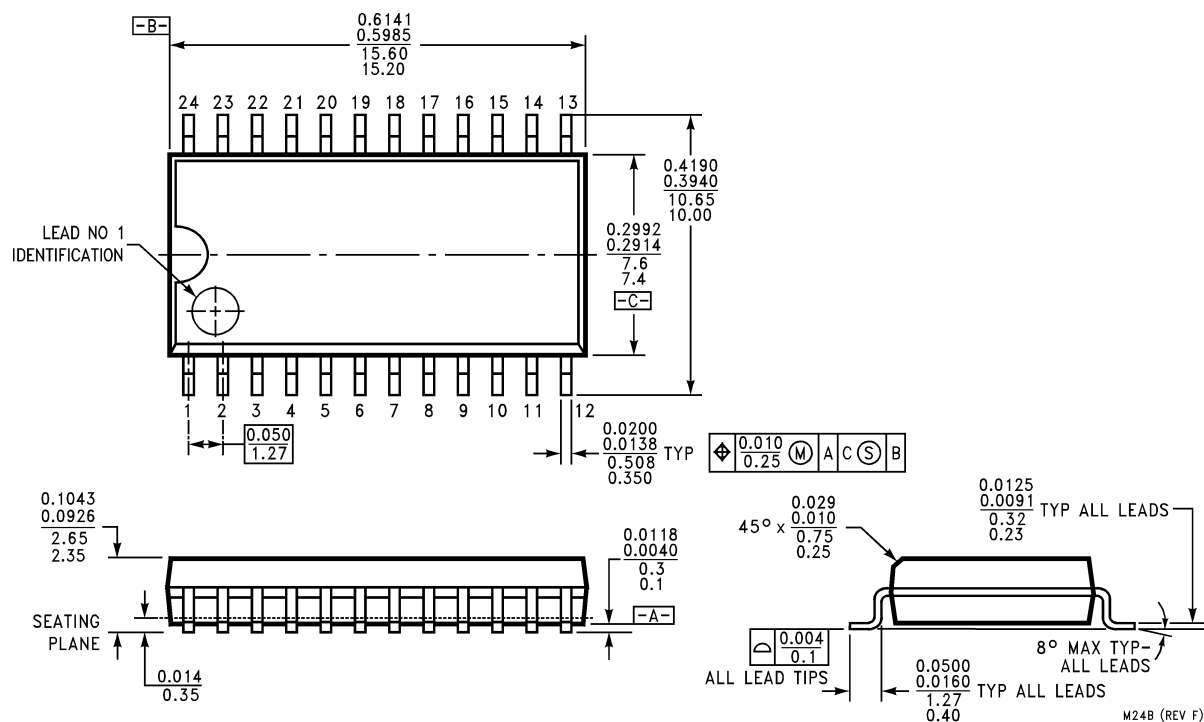 -B-
0.6141
0.5985
15.60
15.20
24 23 22 21 20 19 18 17 16 15 14 13
0.4190
0.3940
10.65
10.00
LEAD NO 1
IDENTIFICATION
0.2992
0.2914
7.6
7.4
-C-
1 2 3 4 5 6 7 8 9 10 11 12
0.050
1.27
0.0200
0.0138
0.508
0.350
TYP
0.010
0.25
M A C S B
0.1043
0.0926
2.65
2.35
0.0118
0.0040
0.3
0.1
-A-
SEATING
PLANE
0.014
0.35
45° x
0.029
0.010
0.75
0.25
0.0125
0.0091
0.32
0.23
TYP ALL LEADS
0.004
0.1
ALL LEAD TIPS
0.0500
0.0160
1.27
0.40
TYP ALL LEADS
8° MAX TYP-
ALL LEADS
M24B (REV F)